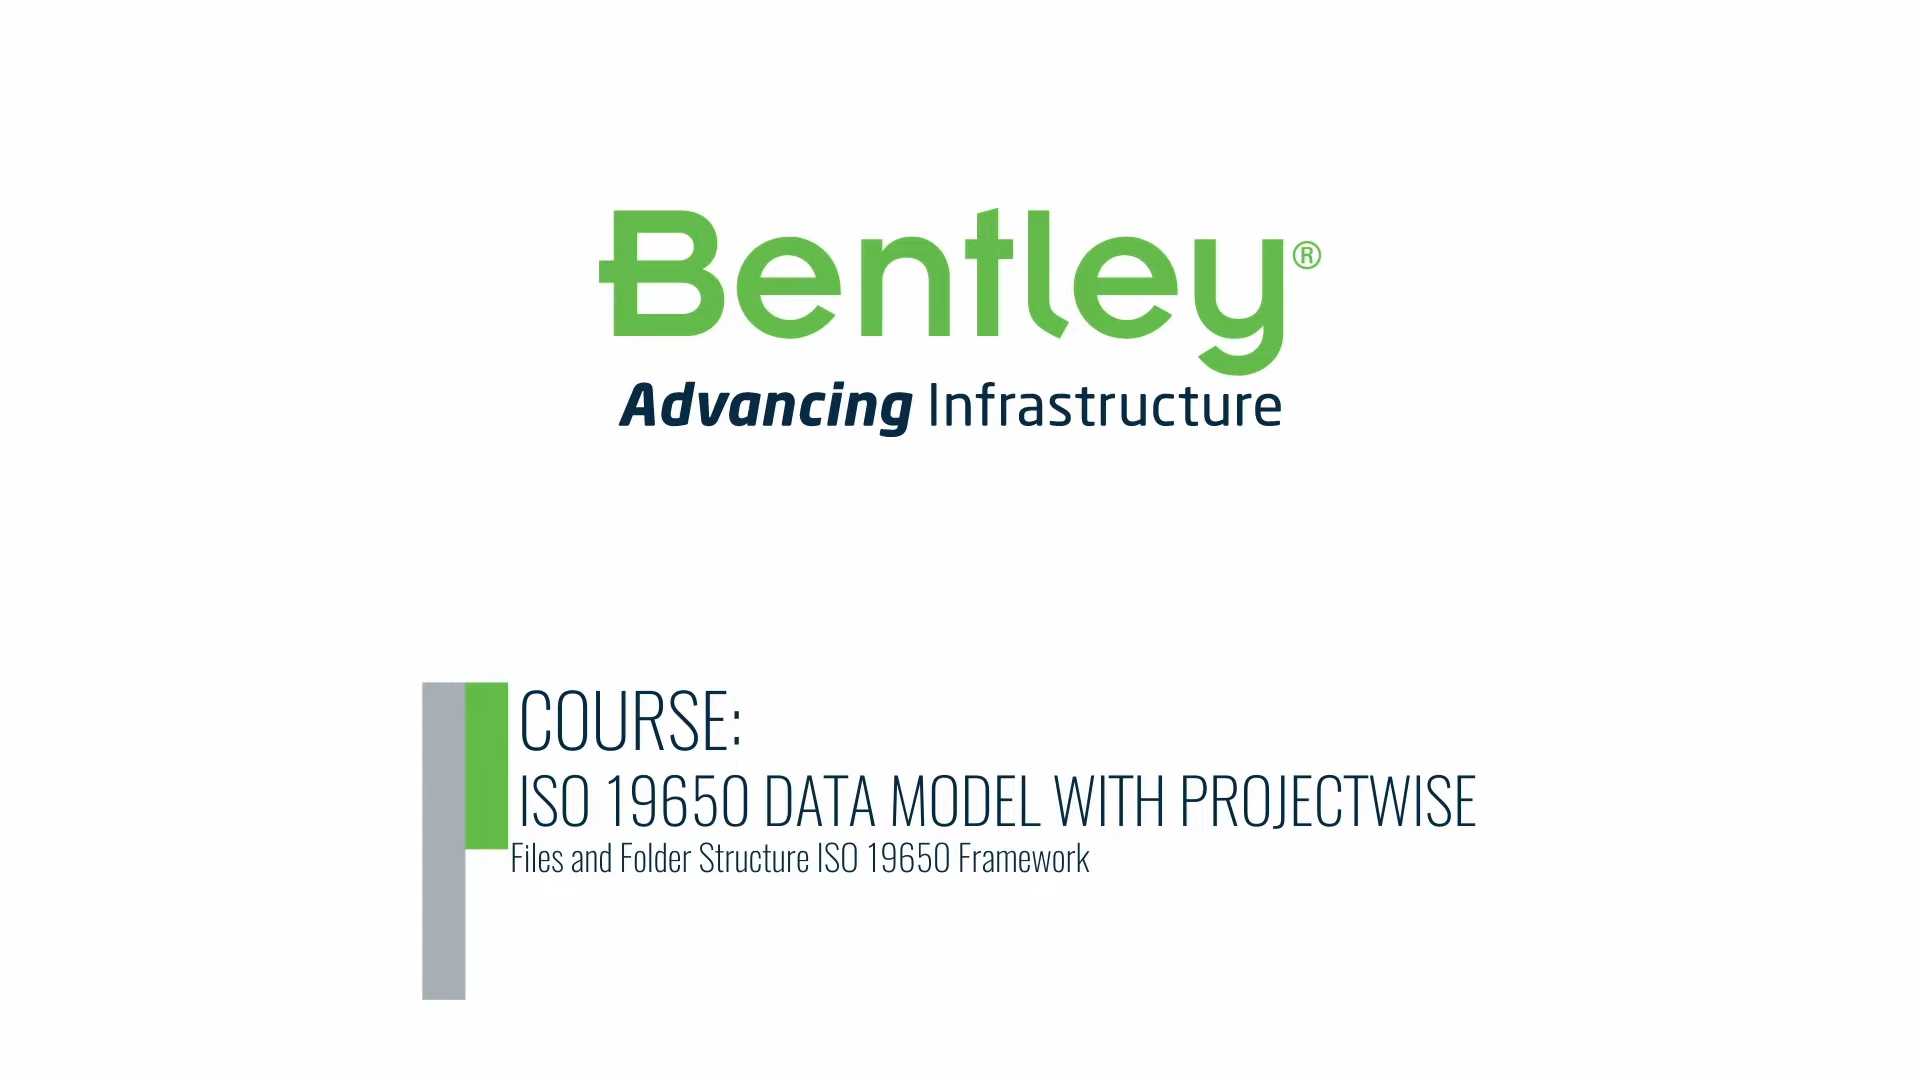 Bentley®
Advancing Infrastructure
COURSE:
ISO 19650 DATA MODEL WITH PROJECTWISE
Files and Folder Structure ISO 19650 Framework